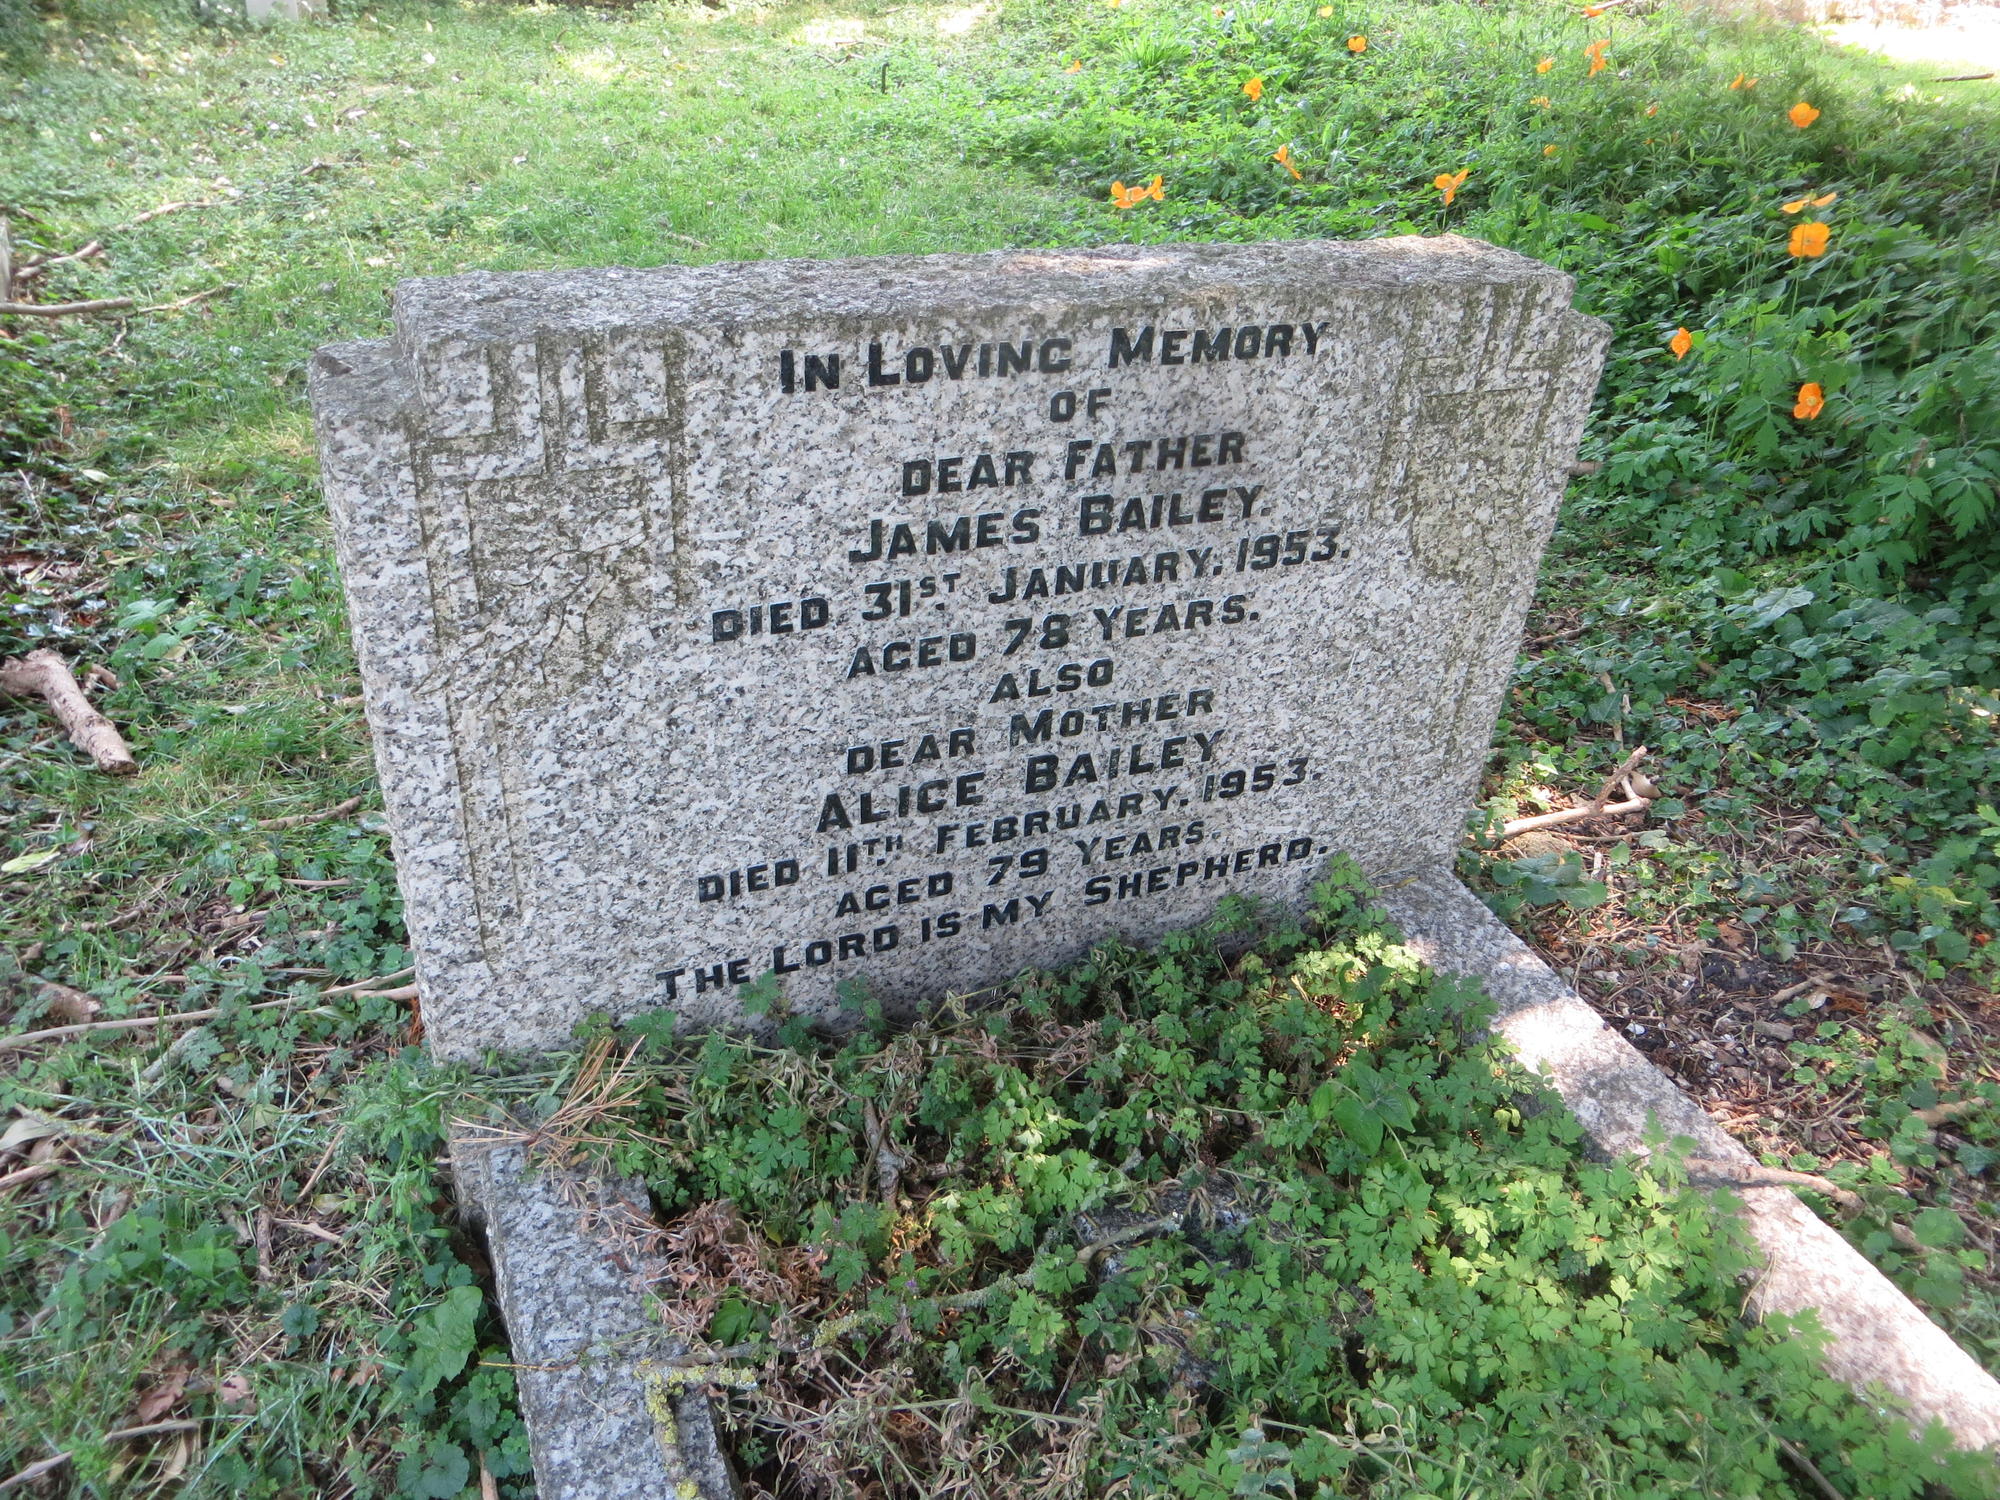 IN LOVING MEMORY
OF
DEAR FATHER
JAMES BAILEY.
DIED 31ST. JANUARY, 1953.
AGED 78 YEARS.
ALSO
DEAR MOTHER
ALICE BAILEY
DIED 11TH. FEBRUARY, 1953.
AGED 79 YEARS.
THE LORD IS MY SHEPHERD.